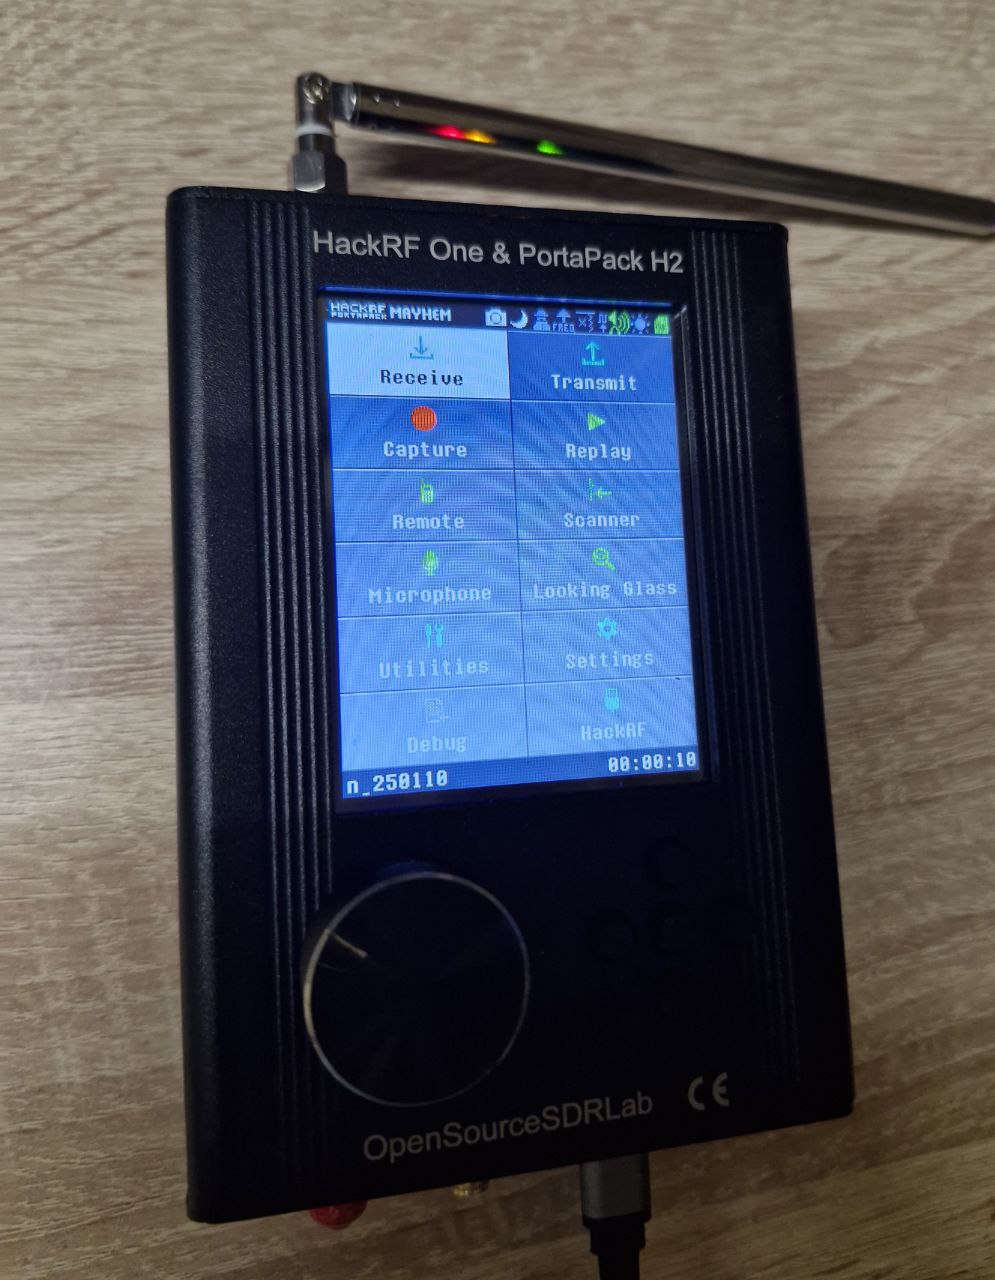 HackRF One & PortaPack H2
HACKRF PORTAPACK MAYHEM FREQ
Receive Transmit
Capture Replay
Remote Scanner
Microphone Looking Glass
Utilities Settings
Debug HackRF
n_250110 00:00:10
OpenSourceSDRLab CE